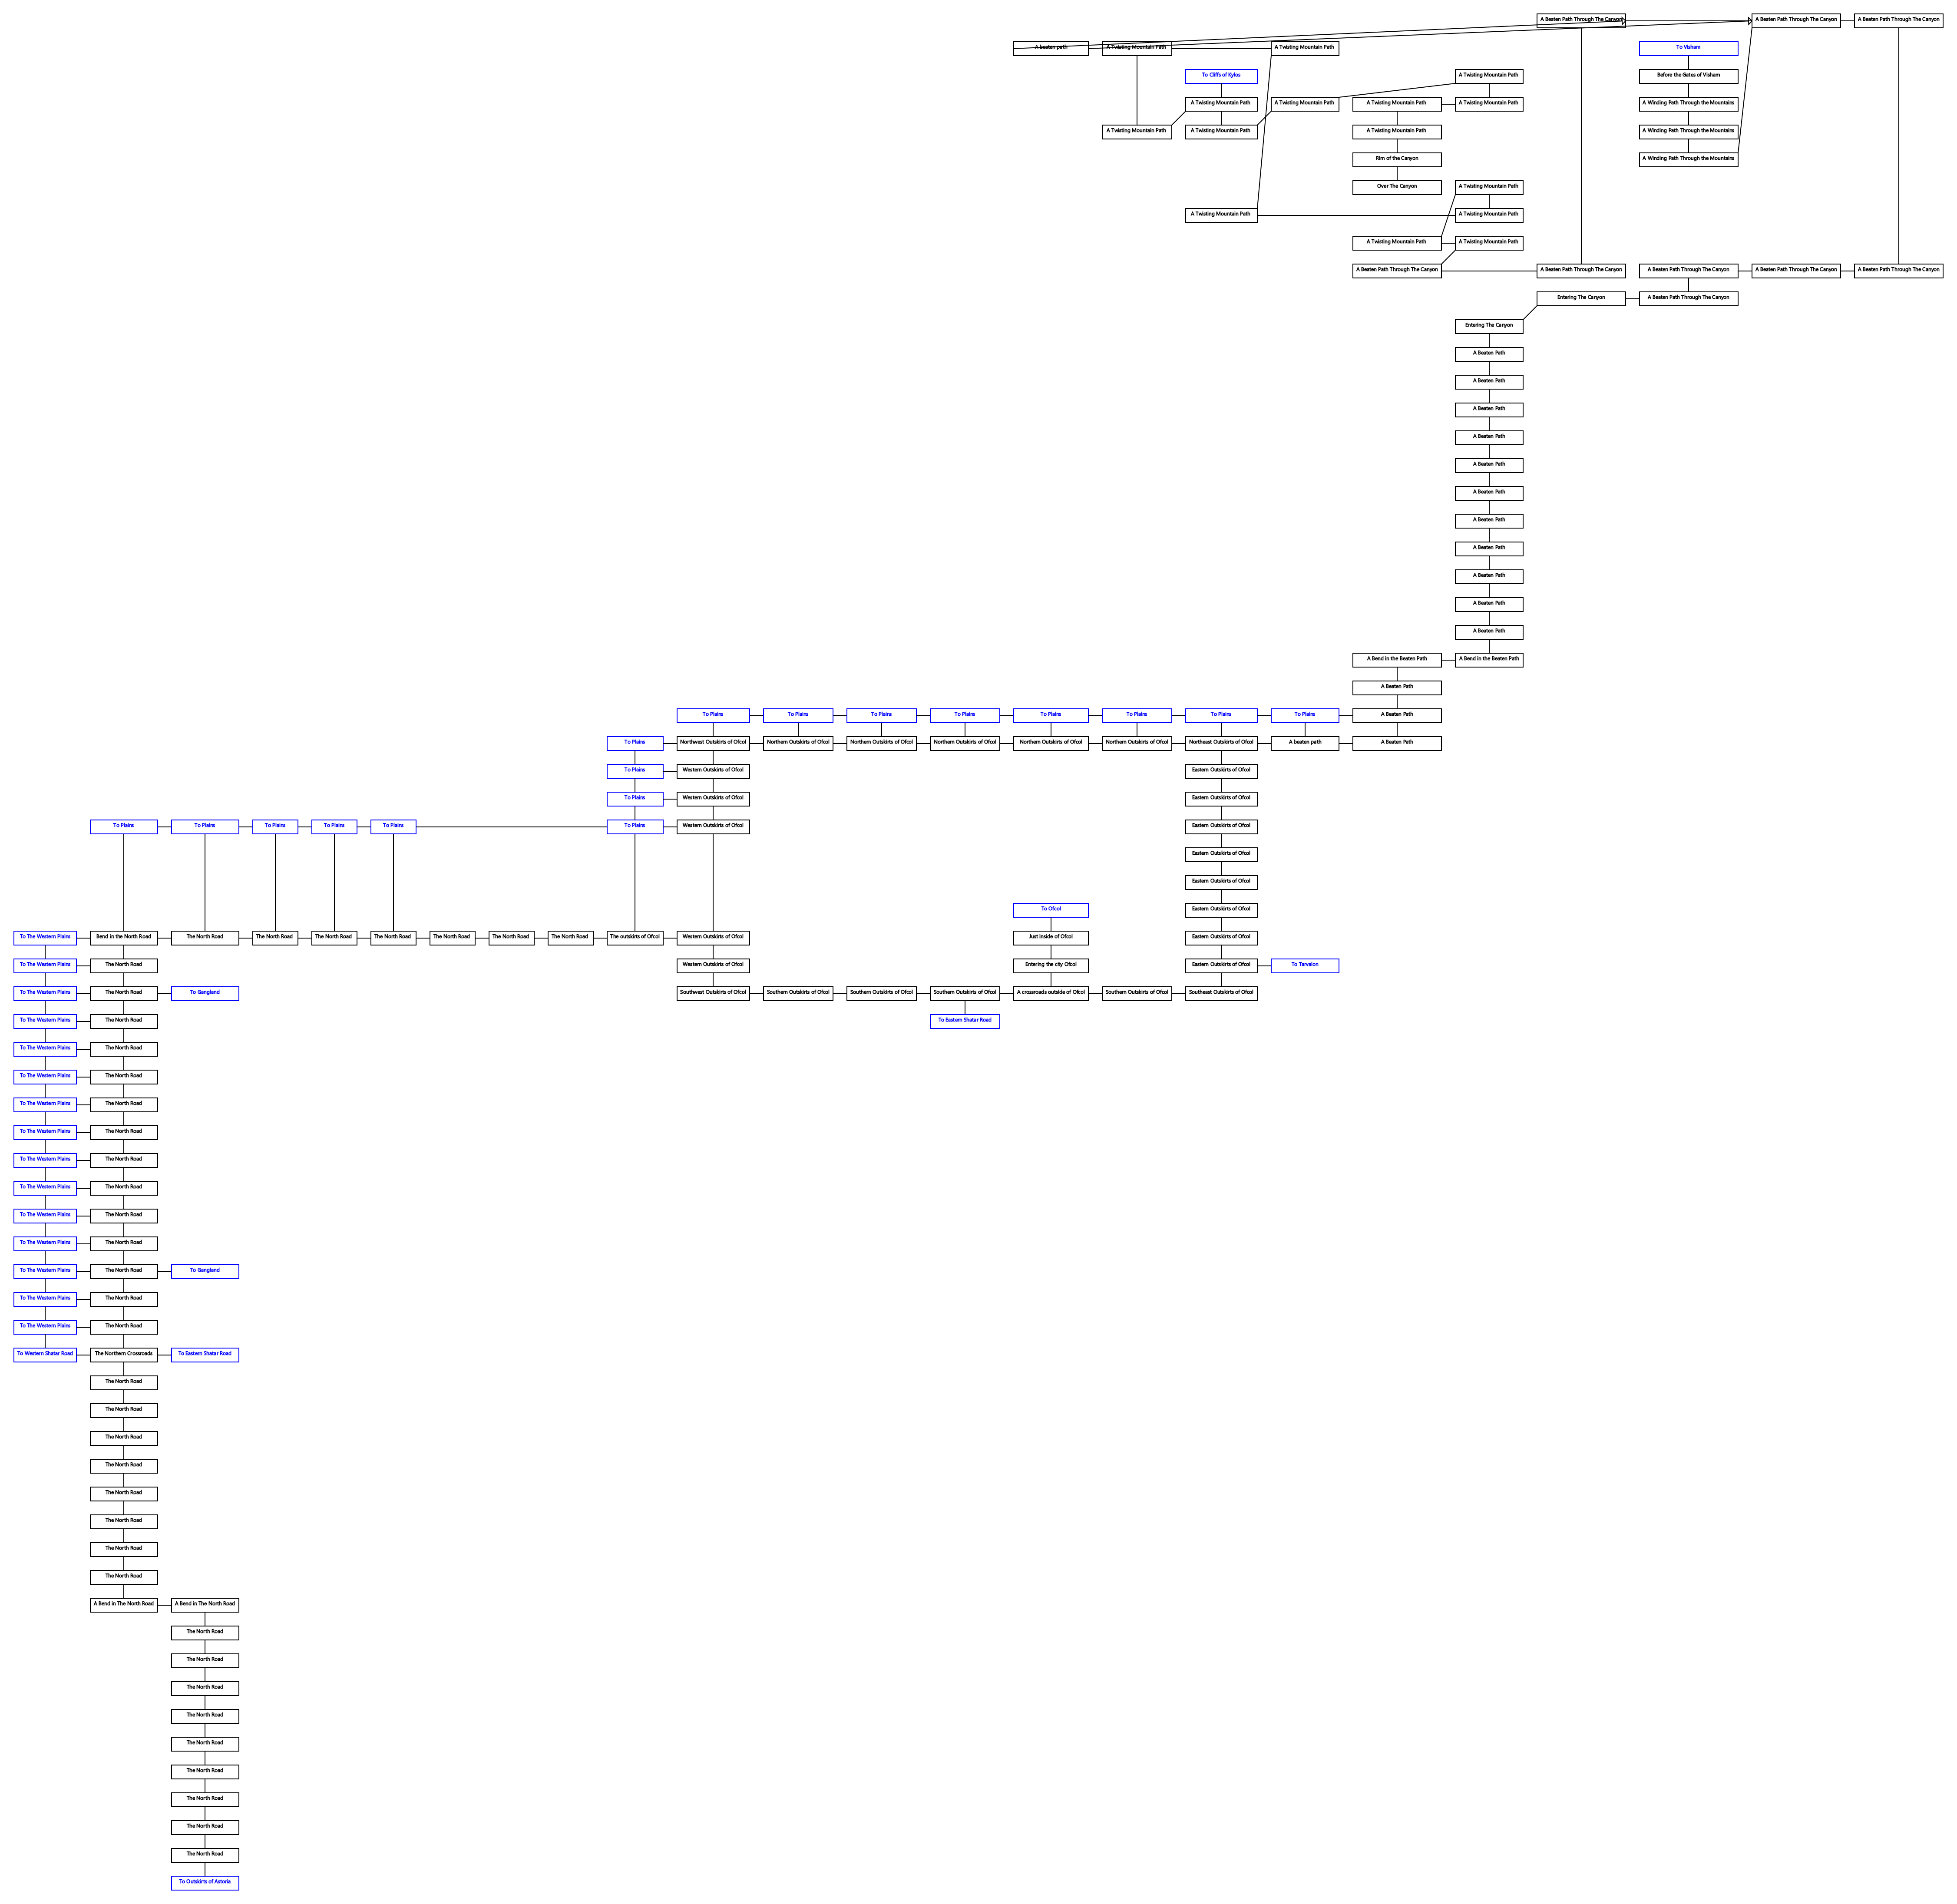 A Beaten Path Through The Canyon
A Beaten Path Through The Canyon
A Beaten Path Through The Canyon
A beaten path
A Twisting Mountain Path
A Twisting Mountain Path
To Visham
To Cliffs of Kylos
A Twisting Mountain Path
Before the Gates of Visham
A Twisting Mountain Path
A Twisting Mountain Path
A Twisting Mountain Path
A Twisting Mountain Path
A Winding Path Through the Mountains
A Twisting Mountain Path
A Twisting Mountain Path
A Twisting Mountain Path
A Winding Path Through the Mountains
Rim of the Canyon
A Winding Path Through the Mountains
Over The Canyon
A Twisting Mountain Path
A Twisting Mountain Path
A Twisting Mountain Path
A Twisting Mountain Path
A Twisting Mountain Path
A Beaten Path Through The Canyon
A Beaten Path Through The Canyon
A Beaten Path Through The Canyon
A Beaten Path Through The Canyon
A Beaten Path Through The Canyon
Entering The Canyon
A Beaten Path Through The Canyon
Entering The Canyon
A Beaten Path
A Beaten Path
A Beaten Path
A Beaten Path
A Beaten Path
A Beaten Path
A Beaten Path
A Beaten Path
A Beaten Path
A Beaten Path
A Beaten Path
A Bend in the Beaten Path
A Bend in the Beaten Path
A Beaten Path
To Plains
To Plains
To Plains
To Plains
To Plains
To Plains
To Plains
To Plains
A Beaten Path
To Plains
Northwest Outskirts of Ofcol
Northern Outskirts of Ofcol
Northern Outskirts of Ofcol
Northern Outskirts of Ofcol
Northern Outskirts of Ofcol
Northern Outskirts of Ofcol
Northeast Outskirts of Ofcol
A beaten path
A Beaten Path
To Plains
Western Outskirts of Ofcol
Eastern Outskirts of Ofcol
To Plains
Western Outskirts of Ofcol
Eastern Outskirts of Ofcol
To Plains
To Plains
To Plains
To Plains
To Plains
To Plains
Western Outskirts of Ofcol
Eastern Outskirts of Ofcol
Eastern Outskirts of Ofcol
Eastern Outskirts of Ofcol
To Ofcol
Eastern Outskirts of Ofcol
To The Western Plains
Bend in the North Road
The North Road
The North Road
The North Road
The North Road
The North Road
The North Road
The North Road
The outskirts of Ofcol
Western Outskirts of Ofcol
Just inside of Ofcol
Eastern Outskirts of Ofcol
To The Western Plains
The North Road
Western Outskirts of Ofcol
Entering the city Ofcol
Eastern Outskirts of Ofcol
To Tarvalon
To The Western Plains
The North Road
To Gangland
Southwest Outskirts of Ofcol
Southern Outskirts of Ofcol
Southern Outskirts of Ofcol
Southern Outskirts of Ofcol
A crossroads outside of Ofcol
Southern Outskirts of Ofcol
Southeast Outskirts of Ofcol
To The Western Plains
The North Road
To Eastern Shatar Road
To The Western Plains
The North Road
To The Western Plains
The North Road
To The Western Plains
The North Road
To The Western Plains
The North Road
To The Western Plains
The North Road
To The Western Plains
The North Road
To The Western Plains
The North Road
To The Western Plains
The North Road
To The Western Plains
The North Road
To Gangland
To The Western Plains
The North Road
To The Western Plains
The North Road
To Western Shatar Road
The Northern Crossroads
To Eastern Shatar Road
The North Road
The North Road
The North Road
The North Road
The North Road
The North Road
The North Road
The North Road
A Bend in The North Road
A Bend in The North Road
The North Road
The North Road
The North Road
The North Road
The North Road
The North Road
The North Road
The North Road
The North Road
To Outskirts of Astoria